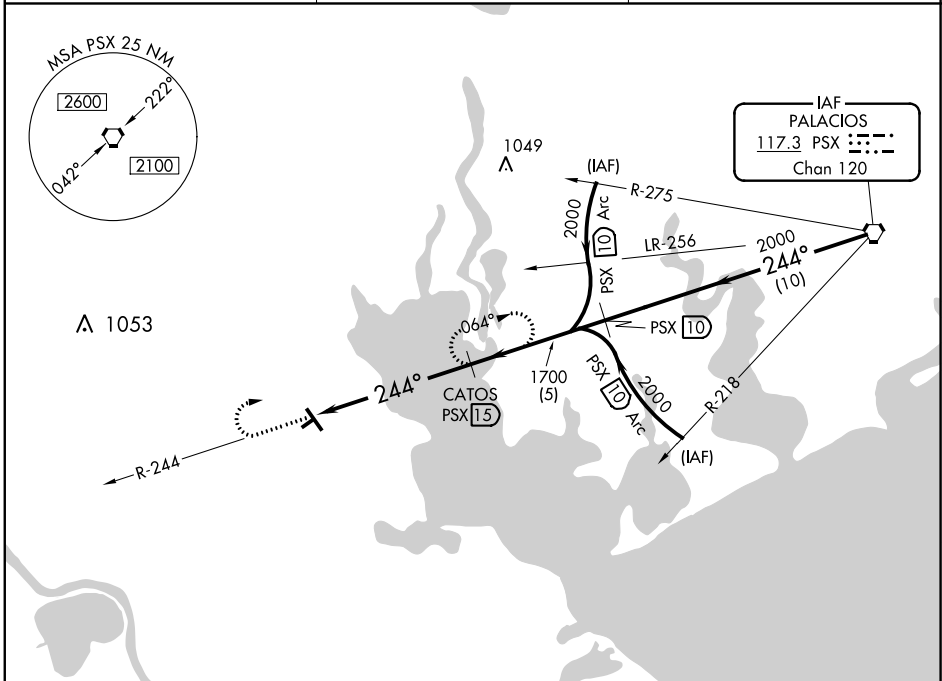 MSA PSX 25 NM
2600
222°
042°
2100
1049
1053
IAF
PALACIOS
117.3 PSX
Chan 120
(IAF)
R-275
2000
PSX 10 Arc
LR-256
2000
244°
(10)
PSX 10
064°
1700
(5)
CATOS
PSX 15
244°
R-244
PSX 10 Arc
2000
R-218
(IAF)